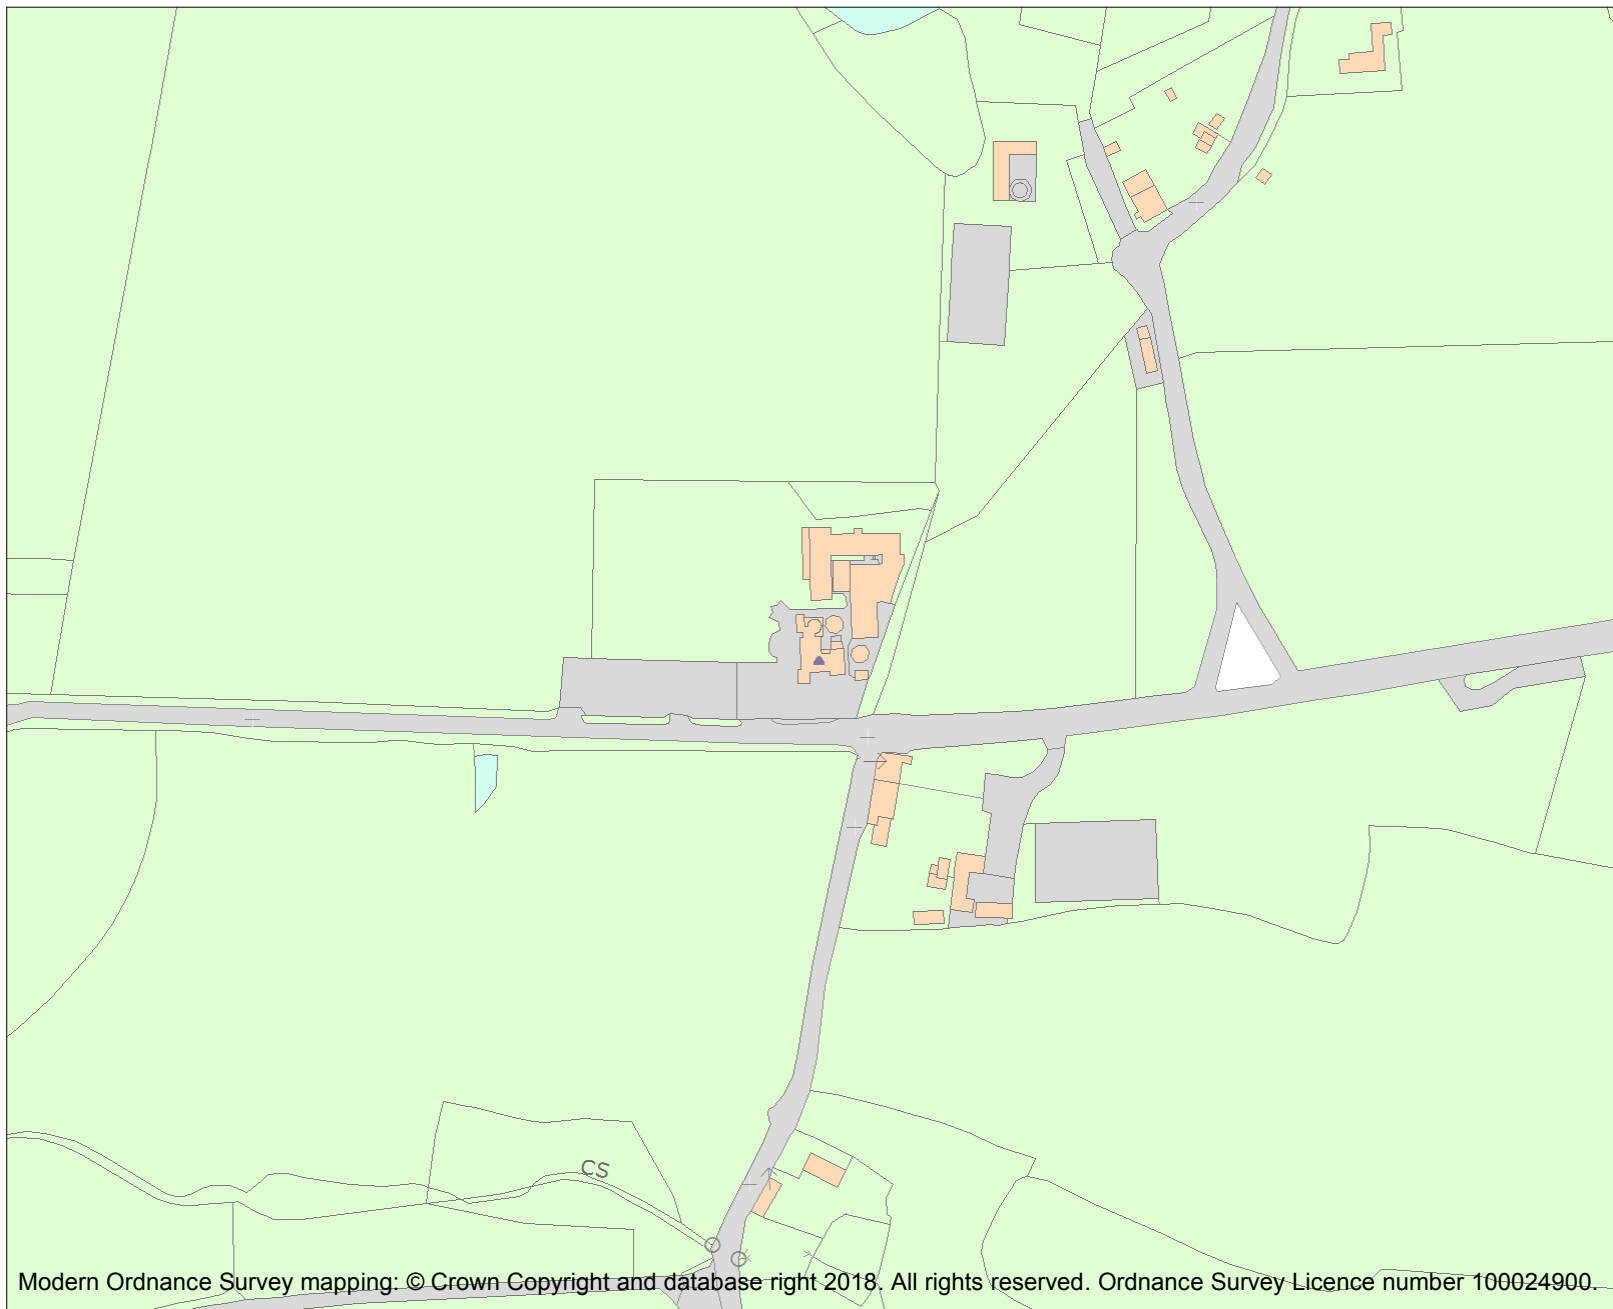 CS
Modern Ordnance Survey mapping: © Crown Copyright and database right 2018. All rights reserved. Ordnance Survey Licence number 100024900.